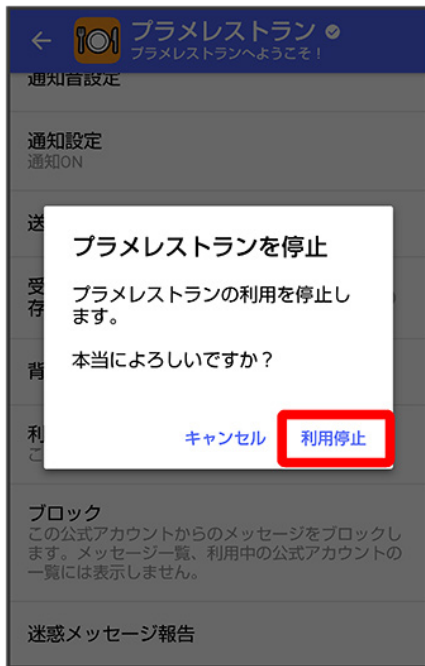 プラメレストラン
プラメレストランへようこそ！
通知音設定
通知設定
通知ON
送
プラメレストランを停止
受
プラメレストランの利用を停止し
存
ます。
背
本当によろしいですか？
利
キャンセル 利用停止
こ
ブロック
この公式アカウントからのメッセージをブロックし
ます。メッセージ一覧、利用中の公式アカウントの
一覧には表示しません。
迷惑メッセージ報告